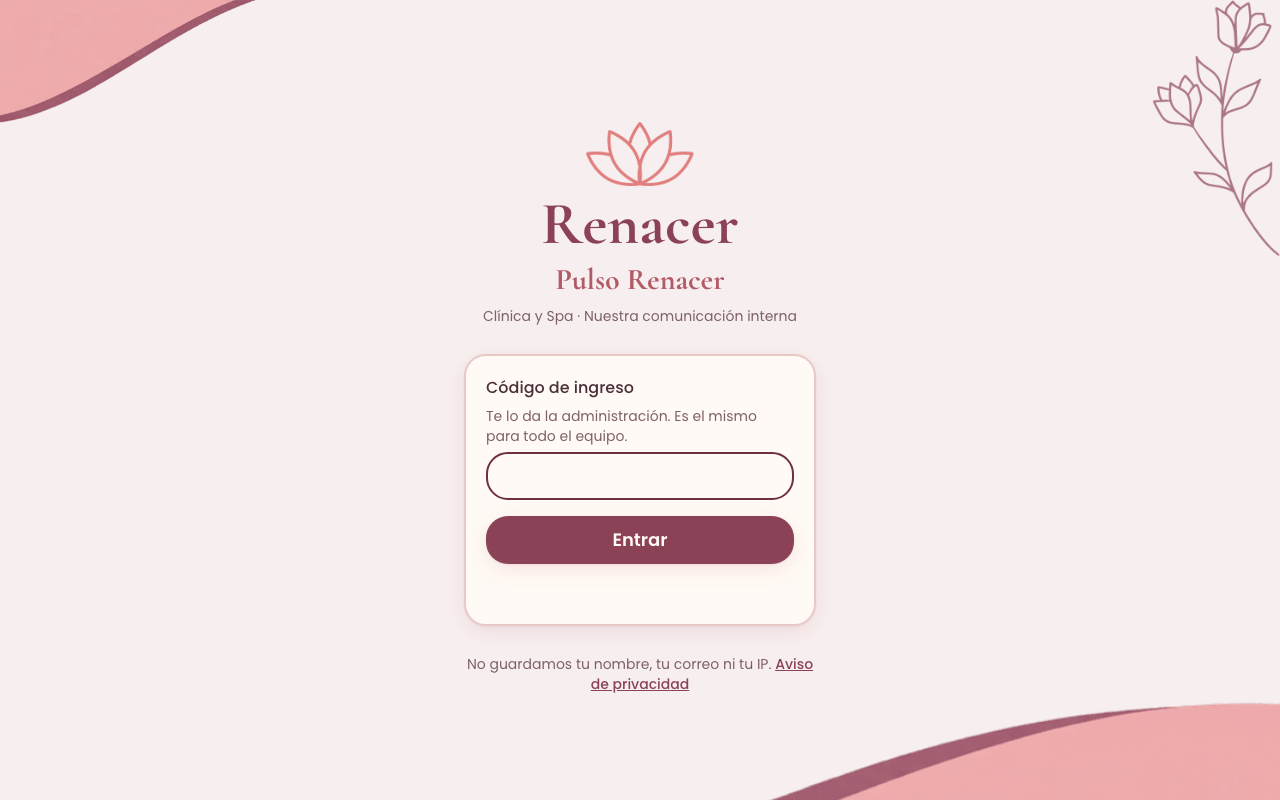 Renacer
Pulso Renacer
Clínica y Spa · Nuestra comunicación interna
Código de ingreso
Te lo da la administración. Es el mismo
para todo el equipo.
Entrar
No guardamos tu nombre, tu correo ni tu IP. Aviso
de privacidad